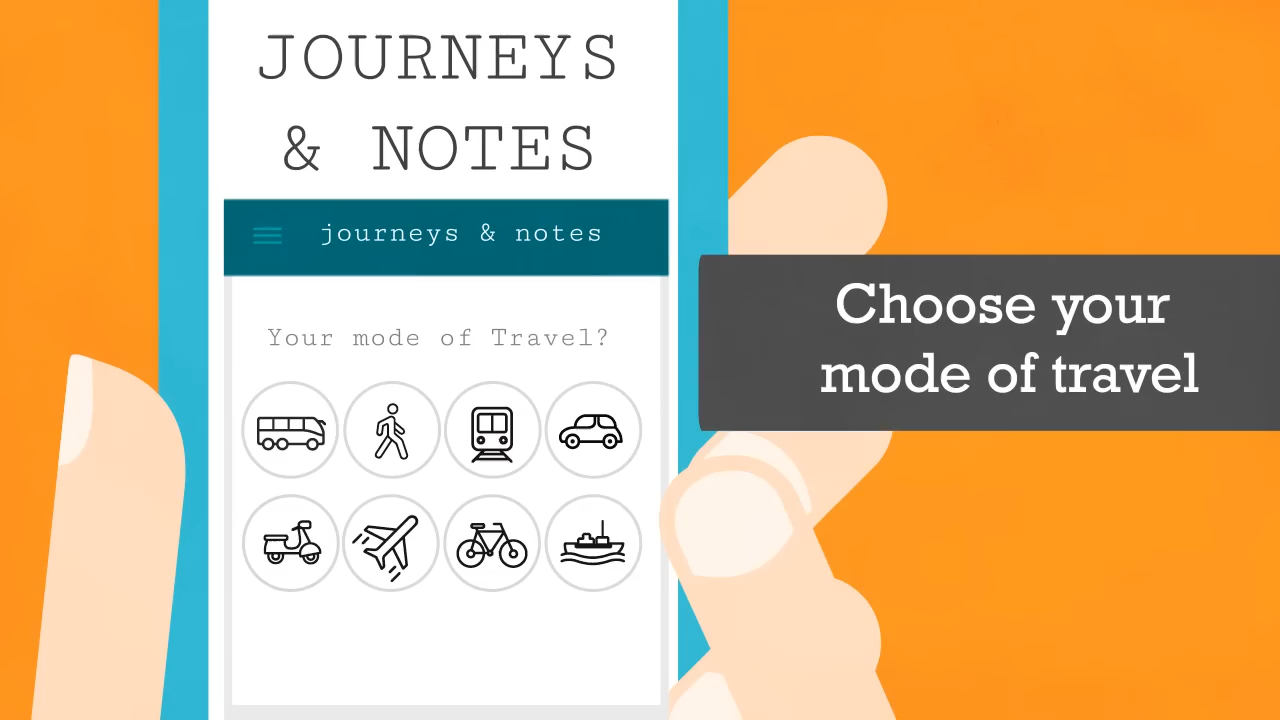 JOURNEYS
& NOTES
journeys & notes
Your mode of Travel?
Choose your
mode of travel